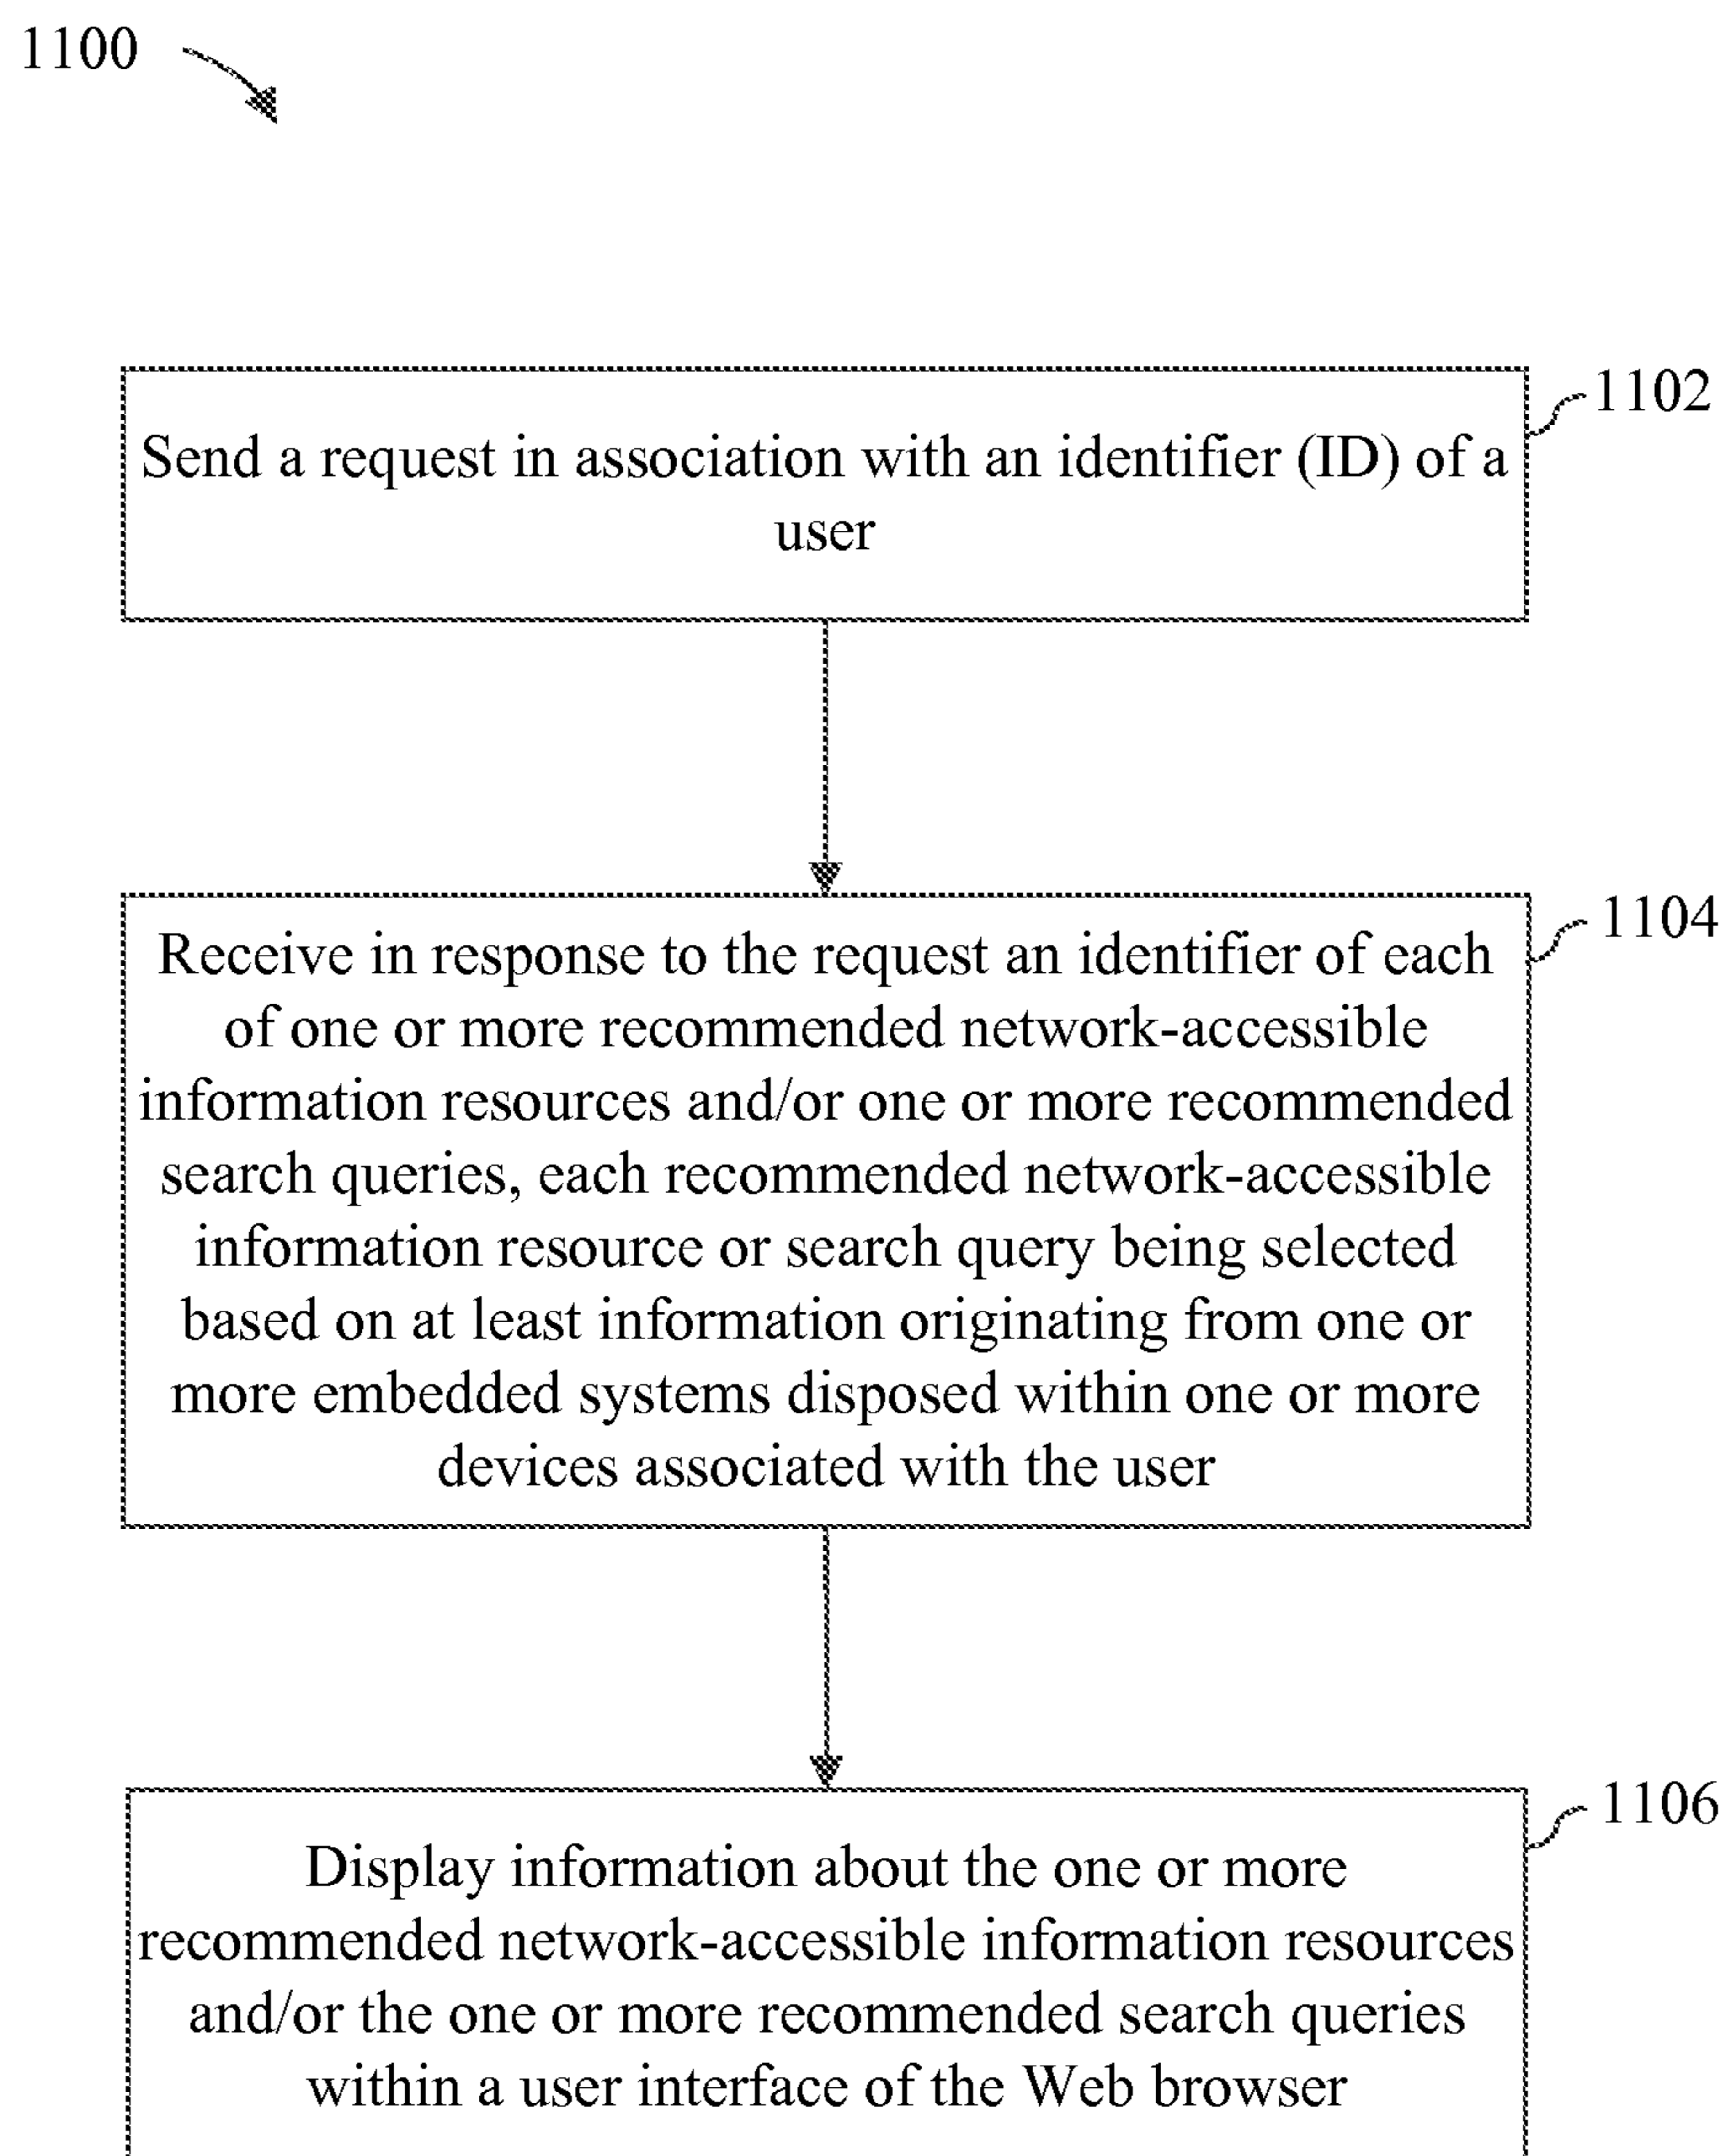 1100
1102
Send a request in association with an identifier (ID) of a
user
1104
Receive in response to the request an identifier of each
of one or more recommended network-accessible
information resources and/or one or more recommended
search queries, each recommended network-accessible
information resource or search query being selected
based on at least information originating from one or
more embedded systems disposed within one or more
devices associated with the user
1106
Display information about the one or more
recommended network-accessible information resources
and/or the one or more recommended search queries
within a user interface of the Web browser